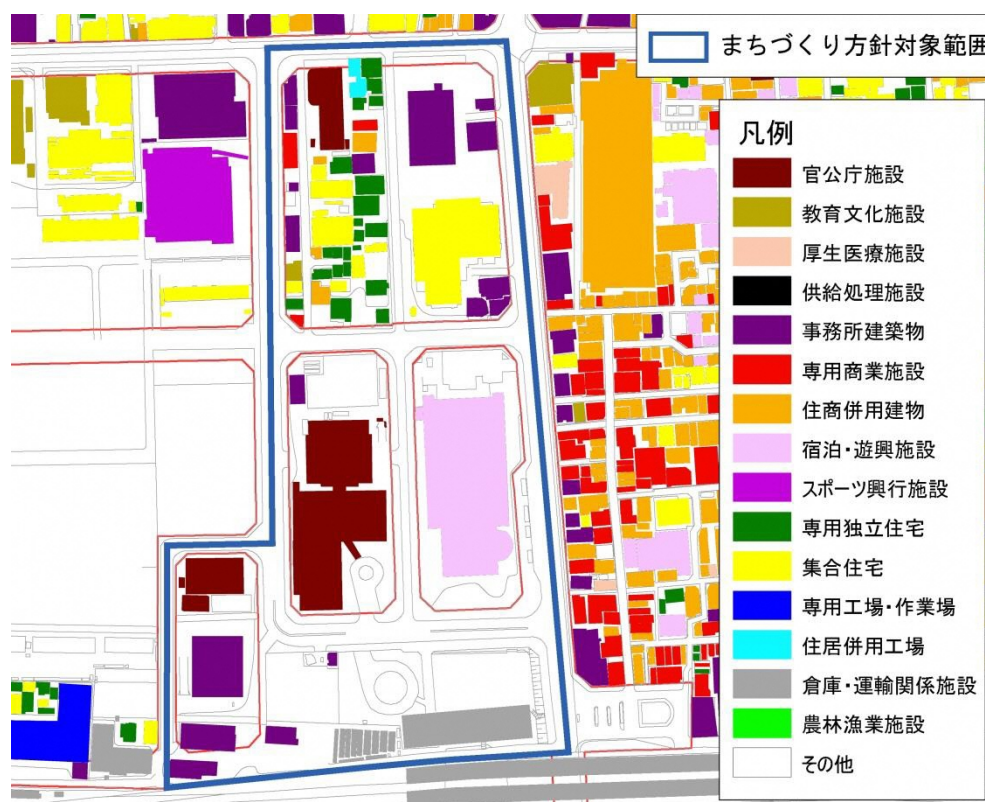 まちづくり方針対象範囲
凡例
官公庁施設
教育文化施設
厚生医療施設
供給処理施設
事務所建築物
専用商業施設
住商併用建物
宿泊・遊興施設
スポーツ興行施設
専用独立住宅
集合住宅
専用工場・作業場
住居併用工場
倉庫・運輸関係施設
農林漁業施設
その他